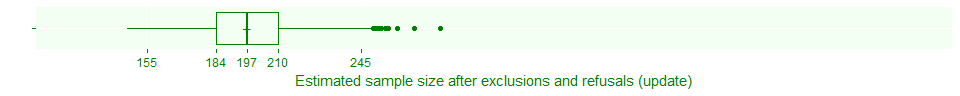 155 184 197 210 245
Estimated sample size after exclusions and refusals (update)